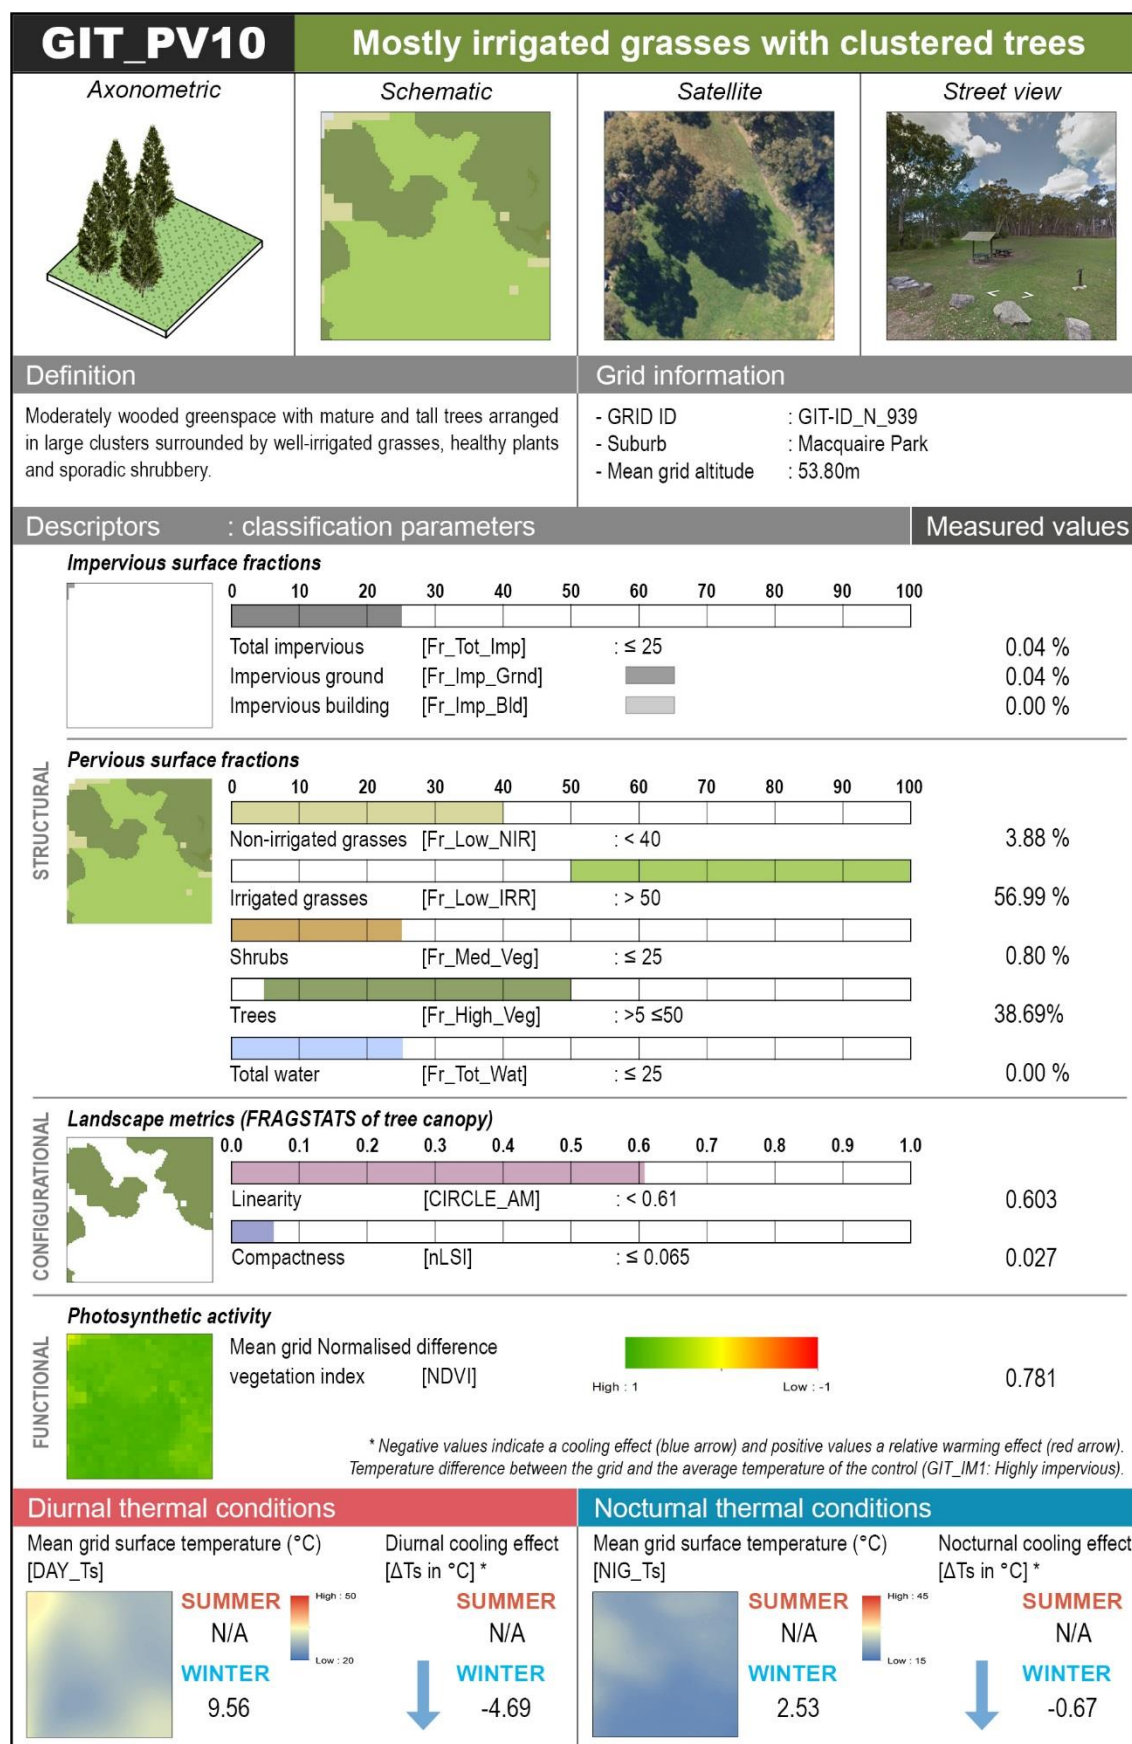 GIT_PV10
Mostly irrigated grasses with clustered trees
Axonometric
Schematic
Satellite
Street view
Definition
Grid information
Moderately wooded greenspace with mature and tall trees arranged
in large clusters surrounded by well-irrigated grasses, healthy plants
and sporadic shrubbery.
- GRID ID : GIT-ID_N_939
- Suburb : Macquaire Park
- Mean grid altitude : 53.80m
Descriptors : classification parameters
Measured values
STRUCTURAL
Impervious surface fractions
0 10 20 30 40 50 60 70 80 90 100
Total impervious [Fr_Tot_Imp] : ≤ 25 0.04 %
Impervious ground [Fr_Imp_Grnd] 0.04 %
Impervious building [Fr_Imp_Bld] 0.00 %
Pervious surface fractions
0 10 20 30 40 50 60 70 80 90 100
Non-irrigated grasses [Fr_Low_NIR] : < 40 3.88 %
Irrigated grasses [Fr_Low_IRR] : > 50 56.99 %
Shrubs [Fr_Med_Veg] : ≤ 25 0.80 %
Trees [Fr_High_Veg] : >5 ≤50 38.69%
Total water [Fr_Tot_Wat] : ≤ 25 0.00 %
CONFIGURATIONAL
Landscape metrics (FRAGSTATS of tree canopy)
0.0 0.1 0.2 0.3 0.4 0.5 0.6 0.7 0.8 0.9 1.0
Linearity [CIRCLE_AM] : < 0.61 0.603
Compactness [nLSI] : ≤ 0.065 0.027
FUNCTIONAL
Photosynthetic activity
Mean grid Normalised difference
vegetation index [NDVI] 0.781
High : 1 Low : -1
* Negative values indicate a cooling effect (blue arrow) and positive values a relative warming effect (red arrow).
Temperature difference between the grid and the average temperature of the control (GIT_IM1: Highly impervious).
Diurnal thermal conditions
Mean grid surface temperature (°C)
[DAY_Ts]
SUMMER
N/A
WINTER
9.56
High : 50
Low : 20
Diurnal cooling effect
[ΔTs in °C] *
SUMMER
N/A
WINTER
-4.69
Nocturnal thermal conditions
Mean grid surface temperature (°C)
[NIG_Ts]
SUMMER
N/A
WINTER
2.53
High : 45
Low : 15
Nocturnal cooling effect
[ΔTs in °C] *
SUMMER
N/A
WINTER
-0.67